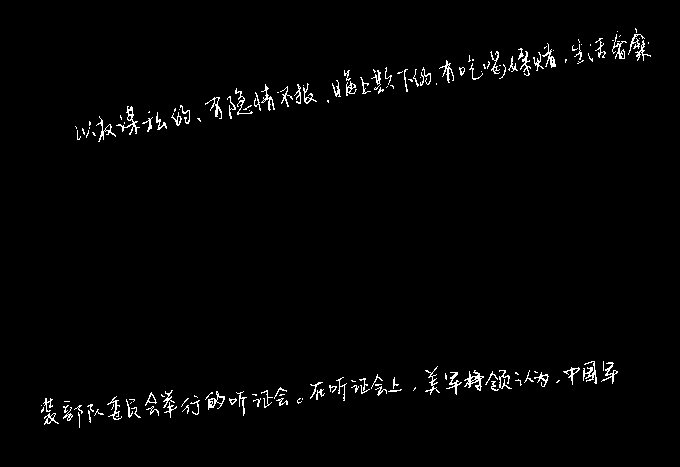 以权谋私的、有隐情不报、瞒上欺下的、有吃喝嫖赌，生活奢靡
装部队委员会举行的听证会。在听证会上，美军将领认为，中国军